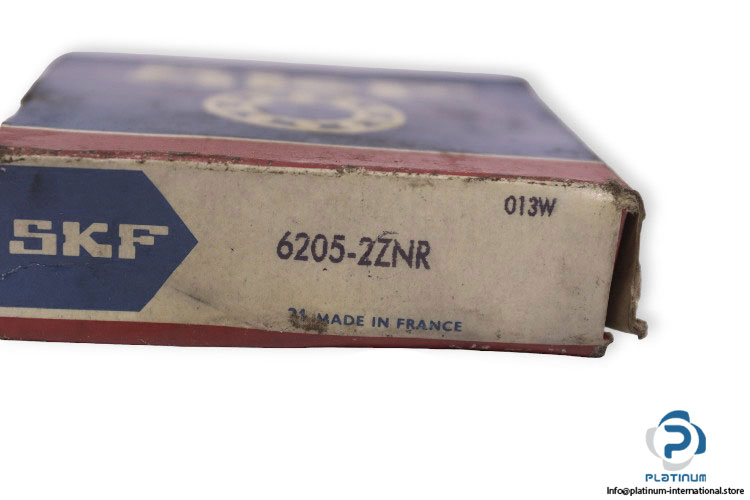 013W
SKF
6205-2ZNR
MADE IN FRANCE
PLATINUM
Info@platinum-international.store